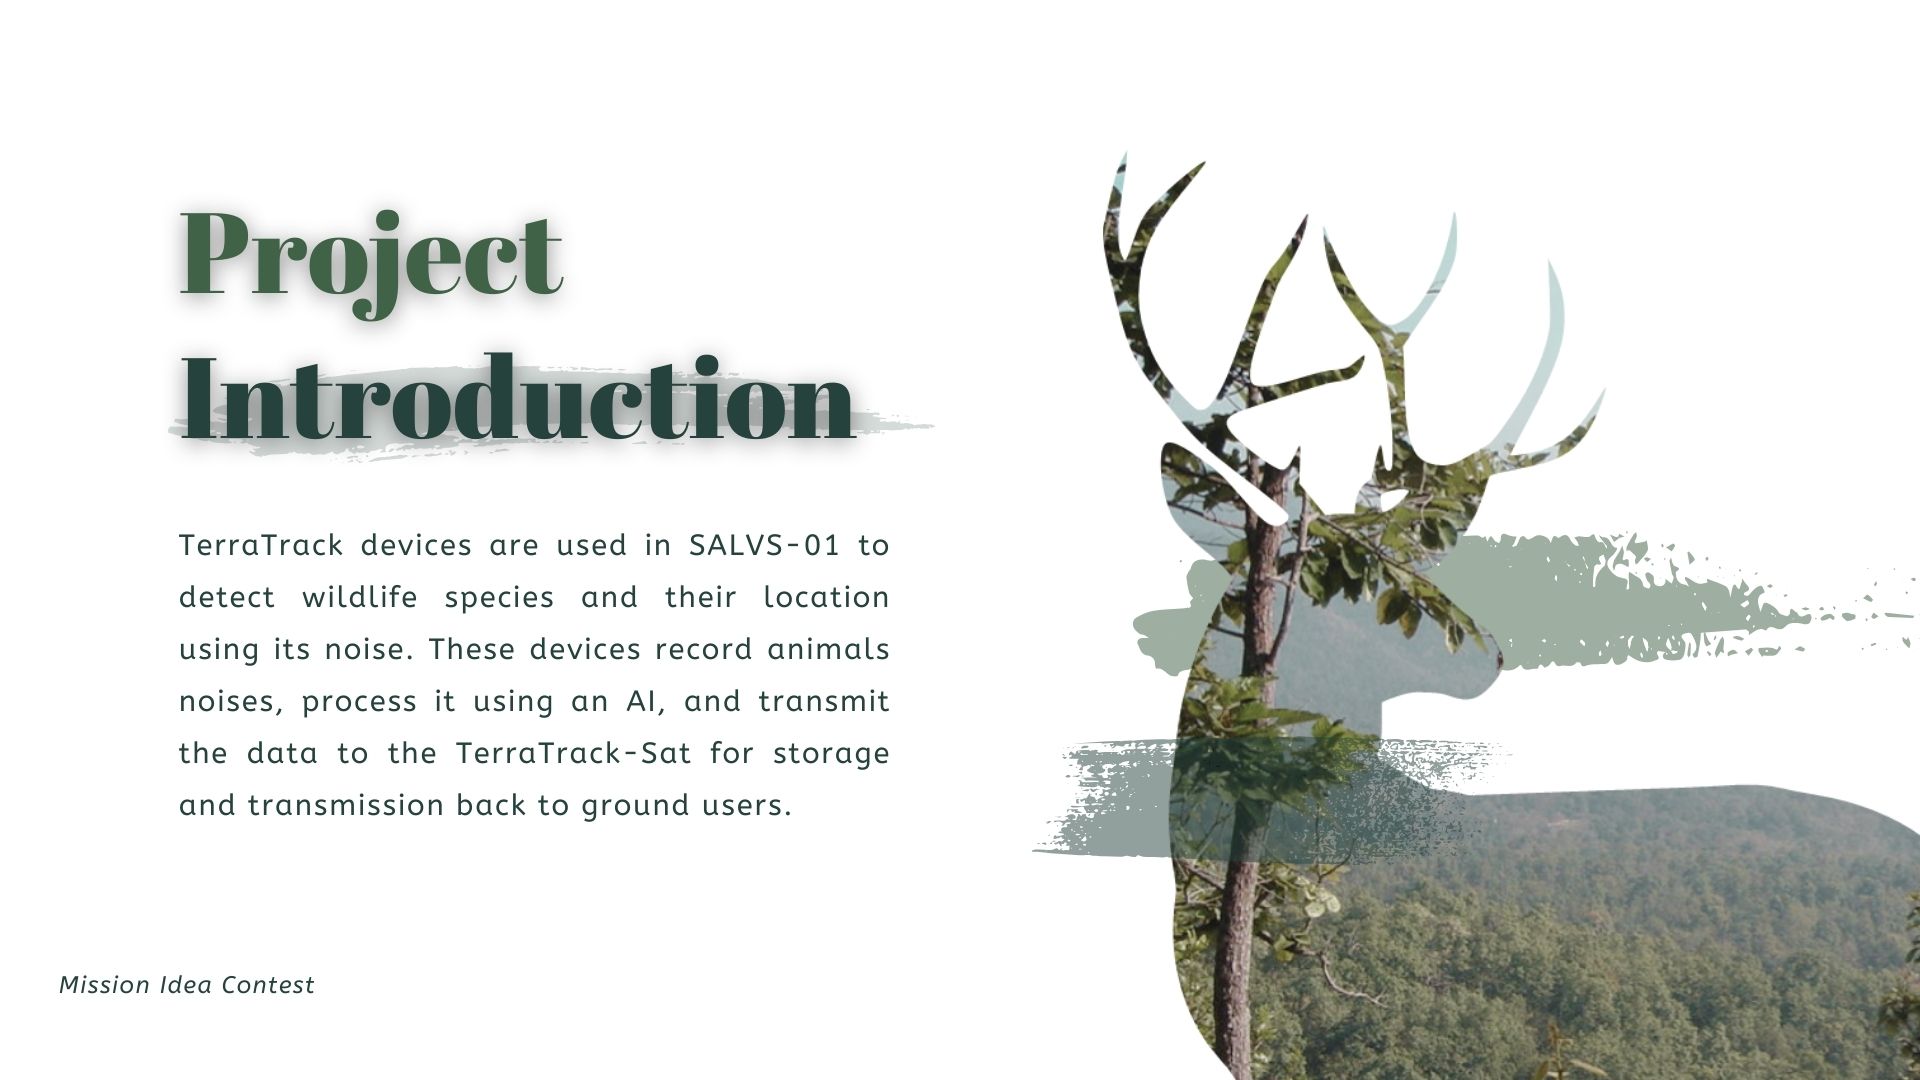 Project
Introduction
TerraTrack devices are used in SALVS-01 to
detect wildlife species and their location
using its noise. These devices record animals
noises, process it using an AI, and transmit
the data to the TerraTrack-Sat for storage
and transmission back to ground users.
Mission Idea Contest